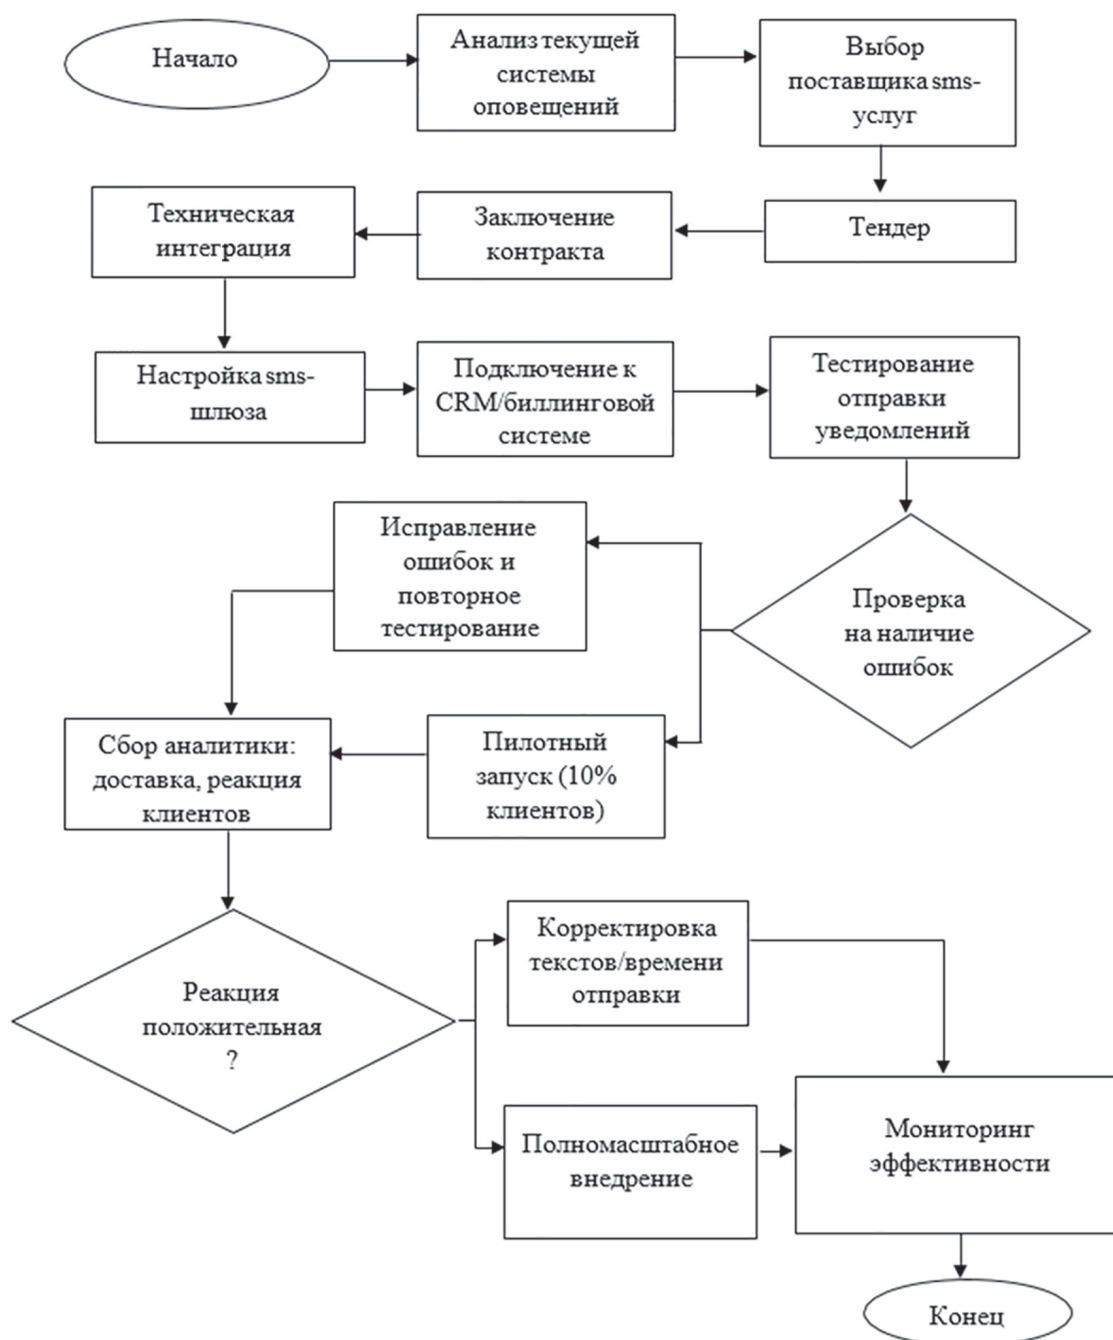 Начало
Анализ текущей
системы
оповещений
Выбор
поставщика sms-
услуг
Техническая
интеграция
Заключение
контракта
Тендер
Настройка sms-
шлюза
Подключение к
CRM/биллинговой
системе
Тестирование
отправки
уведомлений
Исправление
ошибок и
повторное
тестирование
Проверка
на наличие
ошибок
Сбор аналитики:
доставка, реакция
клиентов
Пилотный
запуск (10%
клиентов)
Реакция
положительная
?
Корректировка
текстов/времени
отправки
Полномасштабное
внедрение
Мониторинг
эффективности
Конец